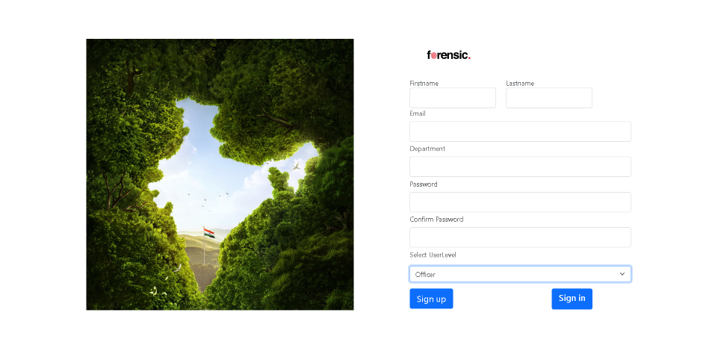 forensic.
Firstname Lastname
Email
Department
Password
Confirm Password
Select UserLevel
Officer
Sign up Sign in